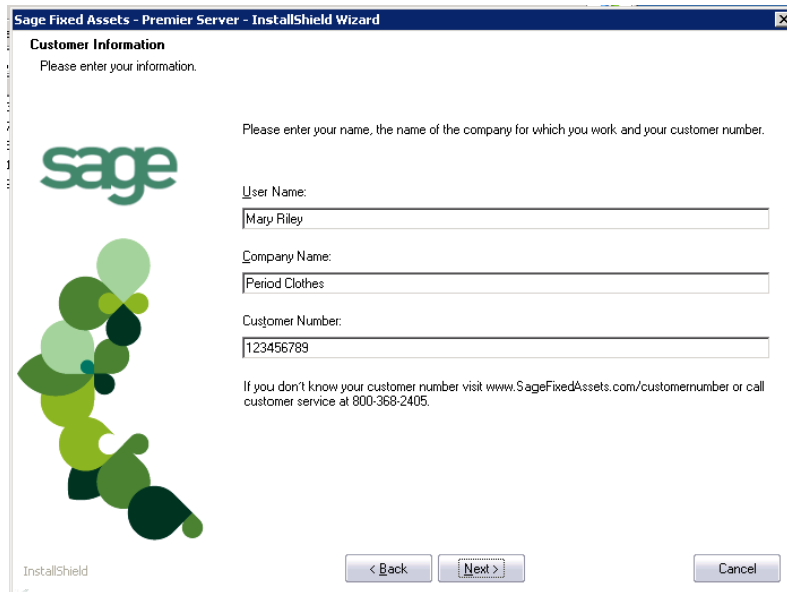 Sage Fixed Assets - Premier Server - InstallShield Wizard
Customer Information
Please enter your information.
Please enter your name, the name of the company for which you work and your customer number.
sage
User Name:
Mary Riley
Company Name:
Period Clothes
Customer Number:
123456789
If you don't know your customer number visit www.SageFixedAssets.com/customernumber or call
customer service at 800-368-2405.
InstallShield
< Back
Next >
Cancel